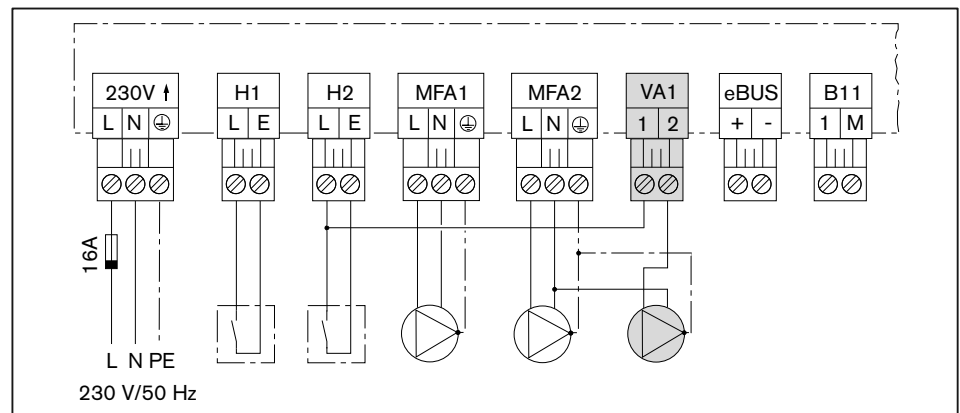 230V H1 H2 MFA1 MFA2 VA1 eBUS B11
L N L E L E L N L N 1 2 + - 1 M
16A
L N PE
230 V/50 Hz